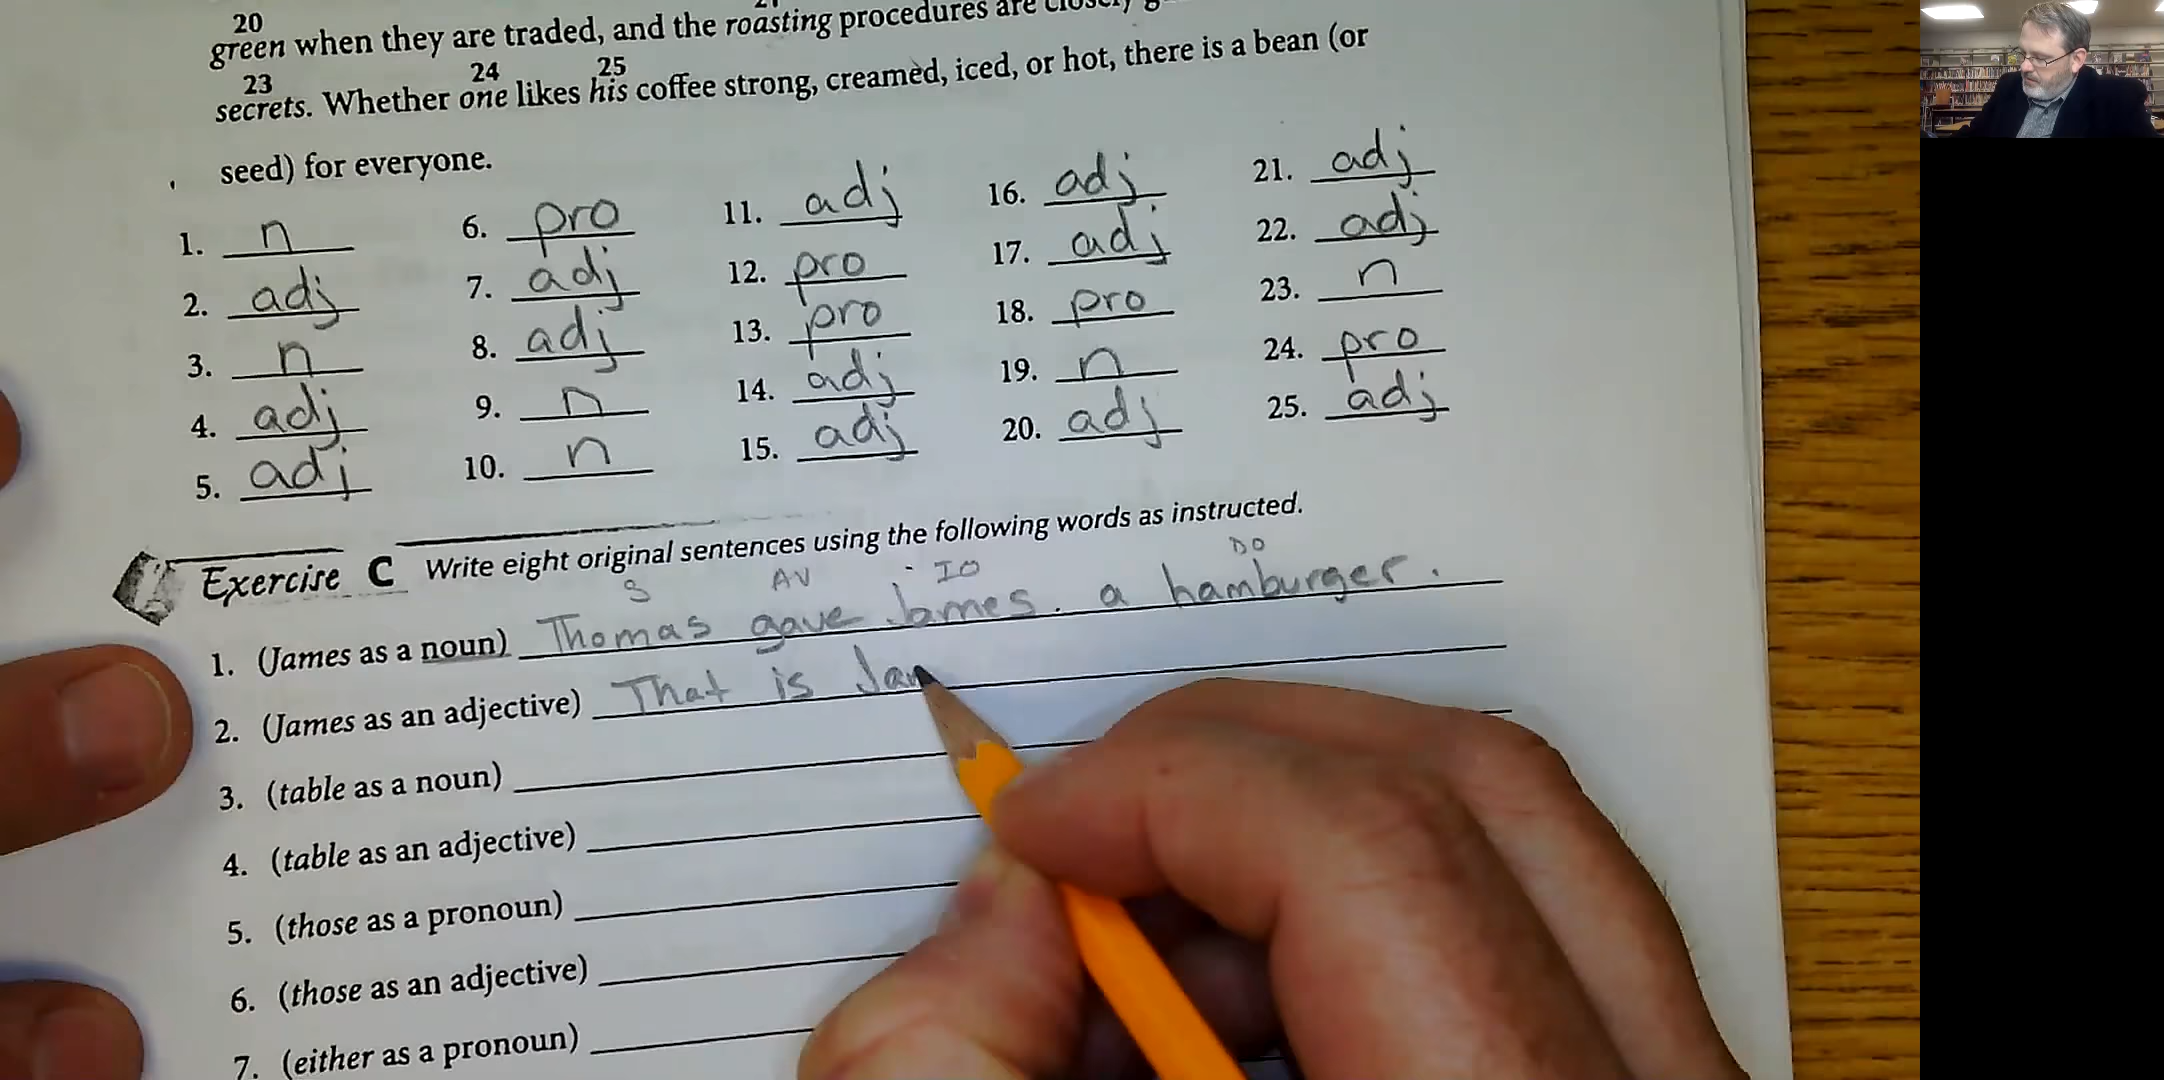 20
green when they are traded, and the roasting procedures are closely
23 24 25
secrets. Whether one likes his coffee strong, creamed, iced, or hot, there is a bean (or
seed) for everyone.
1. n
2. adj
3. n
4. adj
5. adj
6. pro
7. adj
8. adj
9. n
10. n
11. adj
12. pro
13. pro
14. adj
15. adj
16. adj
17. adj
18. pro
19. n
20. adj
21. adj
22. adj
23. n
24. pro
25. adj
Exercise C Write eight original sentences using the following words as instructed.
S AV IO DO
1. (James as a noun) Thomas gave James a hamburger.
2. (James as an adjective) That is Jam
3. (table as a noun)
4. (table as an adjective)
5. (those as a pronoun)
6. (those as an adjective)
7. (either as a pronoun)